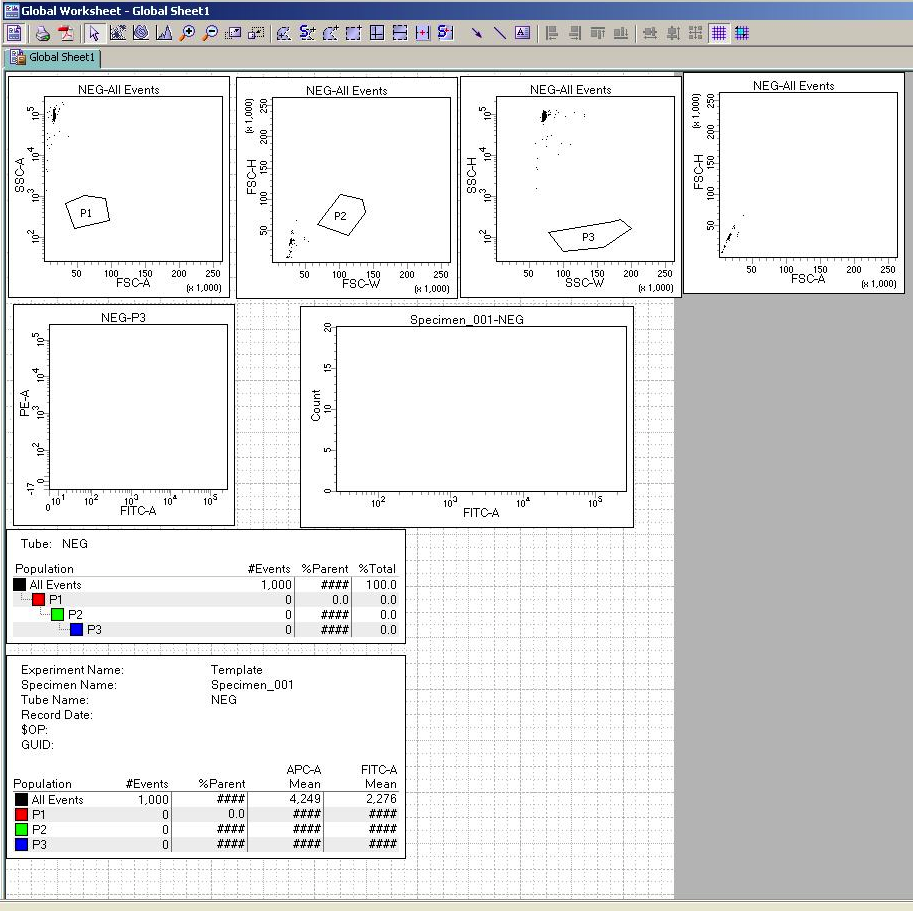 Global Worksheet - Global Sheet1
Global Sheet1
NEG-All Events
SSC-A
10^5
10^4
10^3
10^2
P1
50 100 150 200 250
FSC-A
(x 1,000)
NEG-All Events
(x 1,000)
FSC-H
250
200
150
100
50
P2
50 100 150 200 250
FSC-W
(x 1,000)
NEG-All Events
SSC-H
10^5
10^4
10^3
10^2
P3
50 100 150 200 250
SSC-W
(x 1,000)
NEG-All Events
(x 1,000)
FSC-H
250
200
150
100
50
50 100 150 200 250
FSC-A
(x 1,000)
NEG-P3
PE-A
10^5
10^4
10^3
10^2
0
-17
0 10^1 10^2 10^3 10^4 10^5
FITC-A
Specimen_001-NEG
Count
20
15
10
5
0
10^2 10^3 10^4 10^5
FITC-A
Tube: NEG
Population #Events %Parent %Total
All Events 1,000 #### 100.0
P1 0 0.0 0.0
P2 0 #### 0.0
P3 0 #### 0.0
Experiment Name: Template
Specimen Name: Specimen_001
Tube Name: NEG
Record Date:
$OP:
GUID:
APC-A FITC-A
Population #Events %Parent Mean Mean
All Events 1,000 #### 4,249 2,276
P1 0 0.0 #### ####
P2 0 #### #### ####
P3 0 #### #### ####